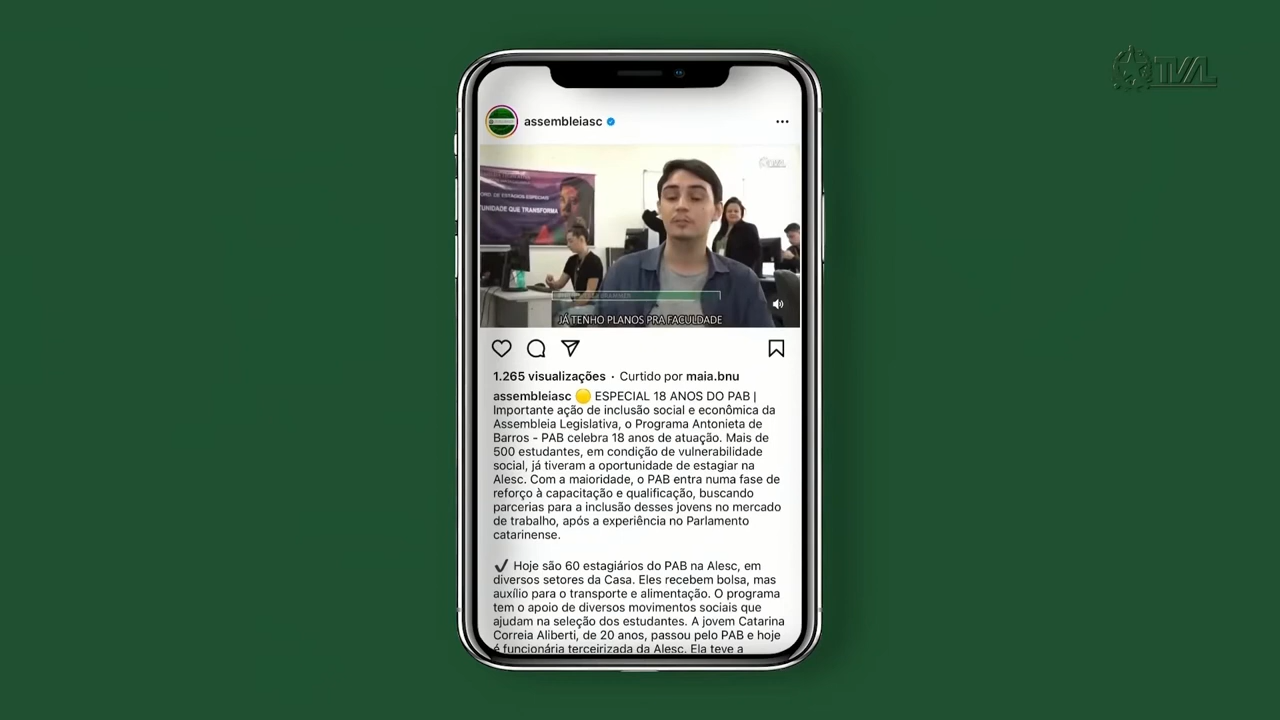 TVAL
assembleiasc
ORD. DE ESTÁGIOS ESPECIAIS
TUNIDADE QUE TRANSFORMA
JÁ TENHO PLANOS PRA FACULDADE
1.265 visualizações · Curtido por maia.bnu
assembleiasc 🟡 ESPECIAL 18 ANOS DO PAB |
Importante ação de inclusão social e econômica da
Assembleia Legislativa, o Programa Antonieta de
Barros - PAB celebra 18 anos de atuação. Mais de
500 estudantes, em condição de vulnerabilidade
social, já tiveram a oportunidade de estagiar na
Alesc. Com a maioridade, o PAB entra numa fase de
reforço à capacitação e qualificação, buscando
parcerias para a inclusão desses jovens no mercado
de trabalho, após a experiência no Parlamento
catarinense.
✔ Hoje são 60 estagiários do PAB na Alesc, em
diversos setores da Casa. Eles recebem bolsa, mas
auxílio para o transporte e alimentação. O programa
tem o apoio de diversos movimentos sociais que
ajudam na seleção dos estudantes. A jovem Catarina
Correia Aliberti, de 20 anos, passou pelo PAB e hoje
é funcionária terceirizada da Alesc. Ela teve a